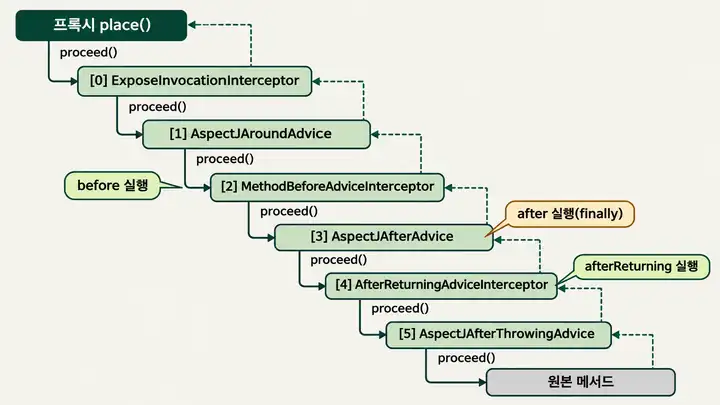 프록시 place()
proceed()
[0] ExposeInvocationInterceptor
proceed()
[1] AspectJAroundAdvice
proceed()
before 실행
[2] MethodBeforeAdviceInterceptor
proceed()
after 실행(finally)
[3] AspectJAfterAdvice
proceed()
afterReturning 실행
[4] AfterReturningAdviceInterceptor
proceed()
[5] AspectJAfterThrowingAdvice
proceed()
원본 메서드